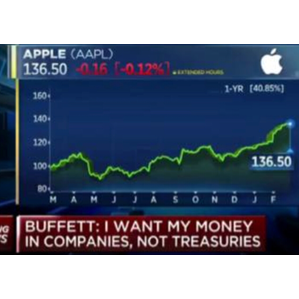 APPLE (AAPL)
136.50 -0.16 [-0.12%] EXTENDED HOURS
1-YR [40.85%]
160
140
120
100
80
136.50
M A M J J A S O N D J F
BUFFETT: I WANT MY MONEY
IN COMPANIES, NOT TREASURIES